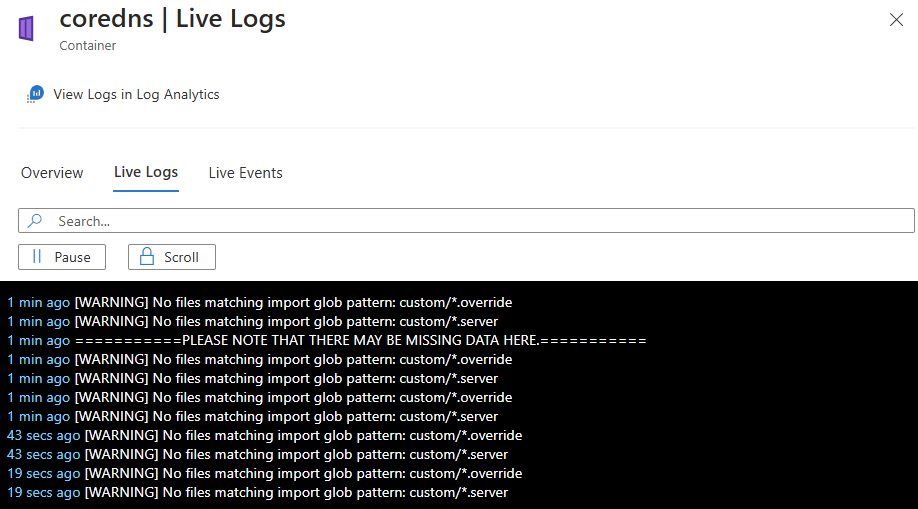 coredns | Live Logs
Container
View Logs in Log Analytics
Overview Live Logs Live Events
Search...
Pause Scroll
1 min ago [WARNING] No files matching import glob pattern: custom/*.override
1 min ago [WARNING] No files matching import glob pattern: custom/*.server
1 min ago ===========PLEASE NOTE THAT THERE MAY BE MISSING DATA HERE.===========
1 min ago [WARNING] No files matching import glob pattern: custom/*.override
1 min ago [WARNING] No files matching import glob pattern: custom/*.server
1 min ago [WARNING] No files matching import glob pattern: custom/*.override
1 min ago [WARNING] No files matching import glob pattern: custom/*.server
43 secs ago [WARNING] No files matching import glob pattern: custom/*.override
43 secs ago [WARNING] No files matching import glob pattern: custom/*.server
19 secs ago [WARNING] No files matching import glob pattern: custom/*.override
19 secs ago [WARNING] No files matching import glob pattern: custom/*.server